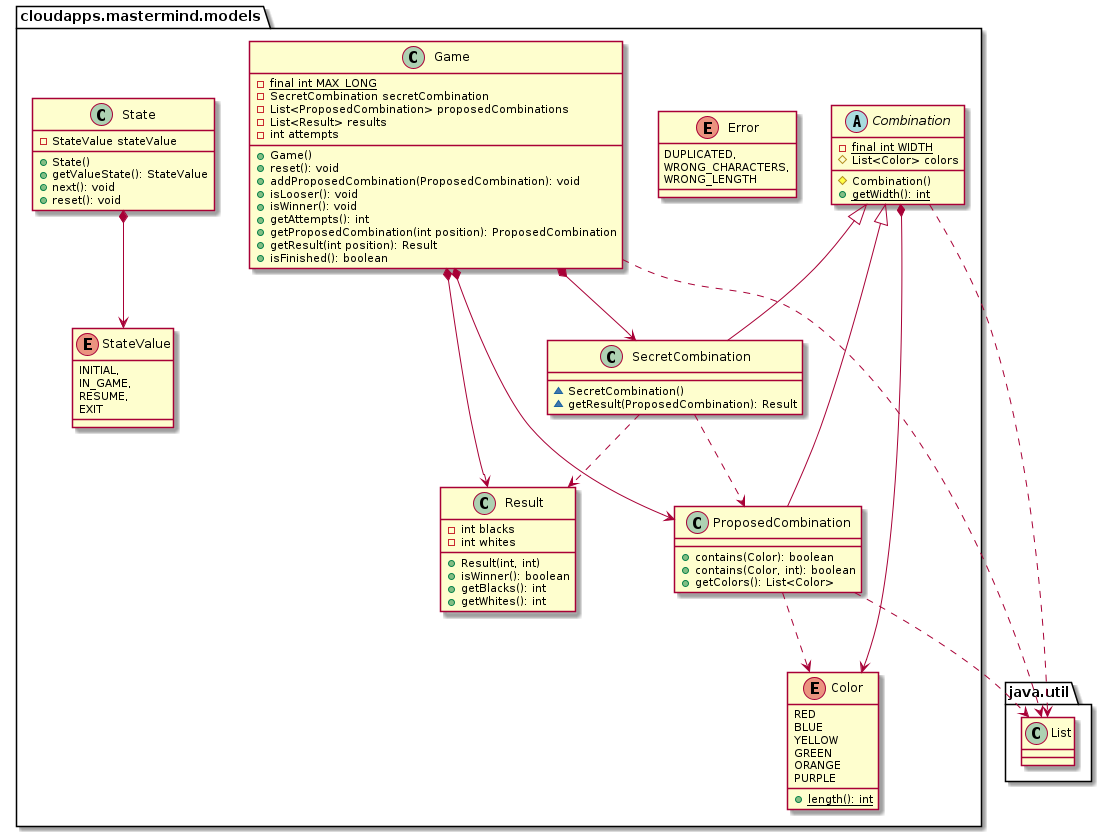 cloudapps.mastermind.models
C State
StateValue stateValue
State()
getValueState(): StateValue
next(): void
reset(): void
C Game
final int MAX_LONG
SecretCombination secretCombination
List<ProposedCombination> proposedCombinations
List<Result> results
int attempts
Game()
reset(): void
addProposedCombination(ProposedCombination): void
isLooser(): void
isWinner(): void
getAttempts(): int
getProposedCombination(int position): ProposedCombination
getResult(int position): Result
isFinished(): boolean
E Error
DUPLICATED,
WRONG_CHARACTERS,
WRONG_LENGTH
A Combination
final int WIDTH
List<Color> colors
Combination()
getWidth(): int
E StateValue
INITIAL,
IN_GAME,
RESUME,
EXIT
C SecretCombination
SecretCombination()
getResult(ProposedCombination): Result
C Result
int blacks
int whites
Result(int, int)
isWinner(): boolean
getBlacks(): int
getWhites(): int
C ProposedCombination
contains(Color): boolean
contains(Color, int): boolean
getColors(): List<Color>
E Color
RED
BLUE
YELLOW
GREEN
ORANGE
PURPLE
length(): int
java.util
C List